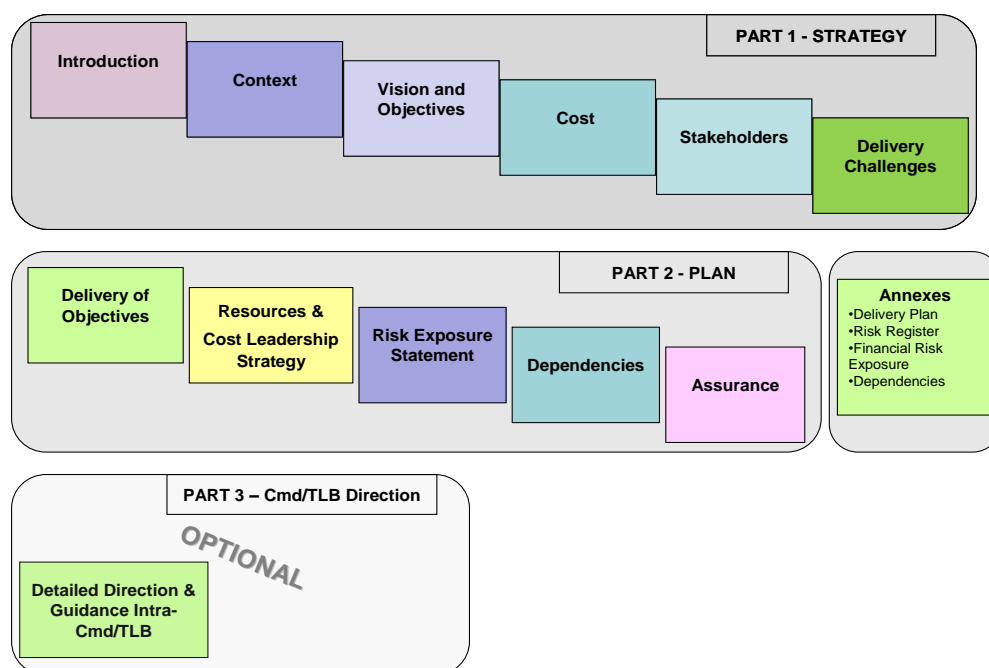 PART 1 - STRATEGY
Introduction
Context
Vision and
Objectives
Cost
Stakeholders
Delivery
Challenges
PART 2 - PLAN
Delivery of
Objectives
Resources &
Cost Leadership
Strategy
Risk Exposure
Statement
Dependencies
Assurance
Annexes
•Delivery Plan
•Risk Register
•Financial Risk
Exposure
•Dependencies
PART 3 – Cmd/TLB Direction
OPTIONAL
Detailed Direction &
Guidance Intra-
Cmd/TLB